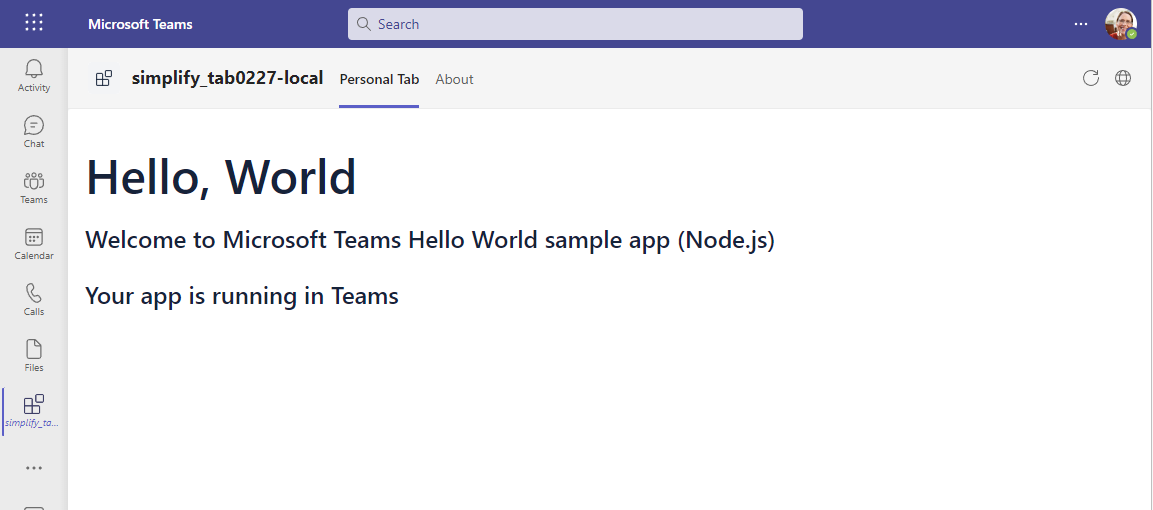 Microsoft Teams
Search
Activity
Chat
Teams
Calendar
Calls
Files
simplify_ta...
simplify_tab0227-local
Personal Tab
About
Hello, World
Welcome to Microsoft Teams Hello World sample app (Node.js)
Your app is running in Teams